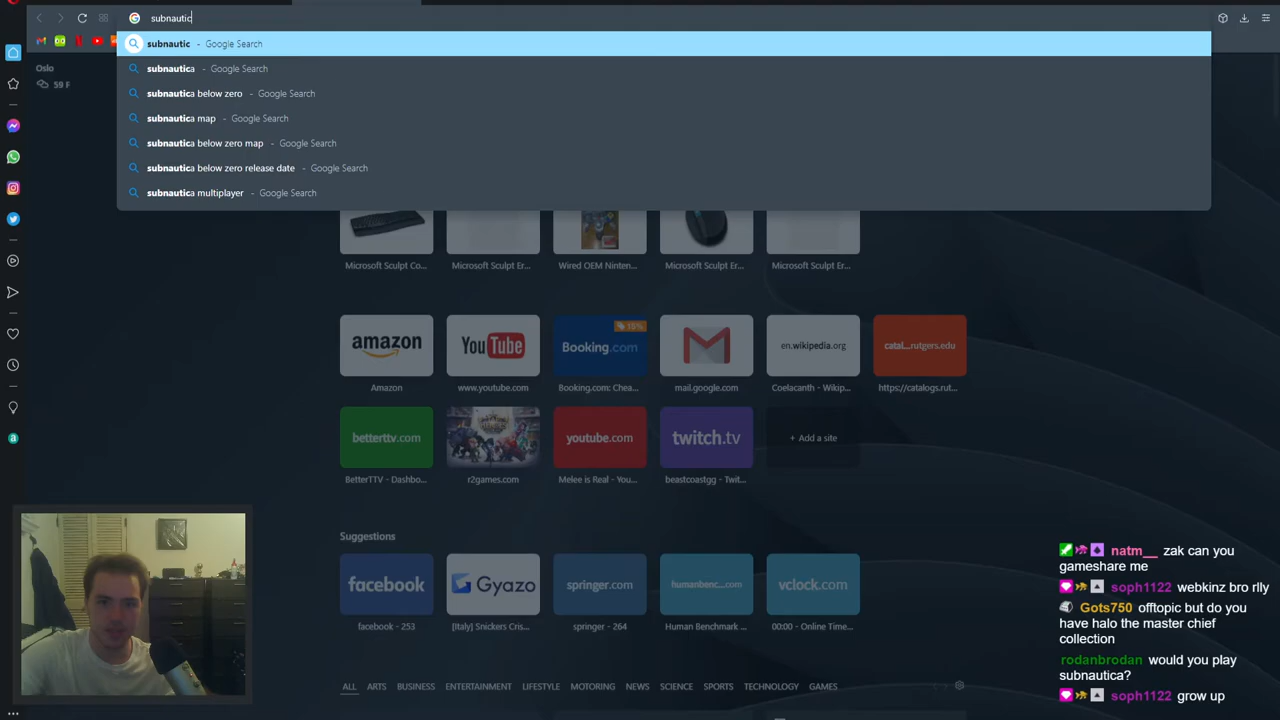 subnautic
subnautic - Google Search
Oslo
59 F
subnautica - Google Search
subnautica below zero - Google Search
subnautica map - Google Search
subnautica below zero map - Google Search
subnautica below zero release date - Google Search
subnautica multiplayer - Google Search
Microsoft Sculpt Co... Microsoft Sculpt Er... Wired OEM Ninten... Microsoft Sculpt Er... Microsoft Sculpt Er...
15%
amazon YouTube Booking.com en.wikipedia.org catal...rutgers.edu
Amazon www.youtube.com Booking.com: Chea... mail.google.com Coelacanth - Wikip... https://catalogs.rut...
betterttv.com youtube.com twitch.tv + Add a site
BetterTTV - Dashbo... r2games.com Melee is Real - You... beastcoastgg - Twit...
Suggestions
facebook Gyazo springer.com humanbenc....com vclock.com
facebook - 253 [Italy] Snickers Cris... springer - 264 Human Benchmark ... 00:00 - Online Time...
ALL ARTS BUSINESS ENTERTAINMENT LIFESTYLE MOTORING NEWS SCIENCE SPORTS TECHNOLOGY GAMES
natm__ zak can you
gameshare me
soph1122 webkinz bro rlly
Gots750 offtopic but do you
have halo the master chief
collection
rodanbrodan would you play
subnautica?
soph1122 grow up